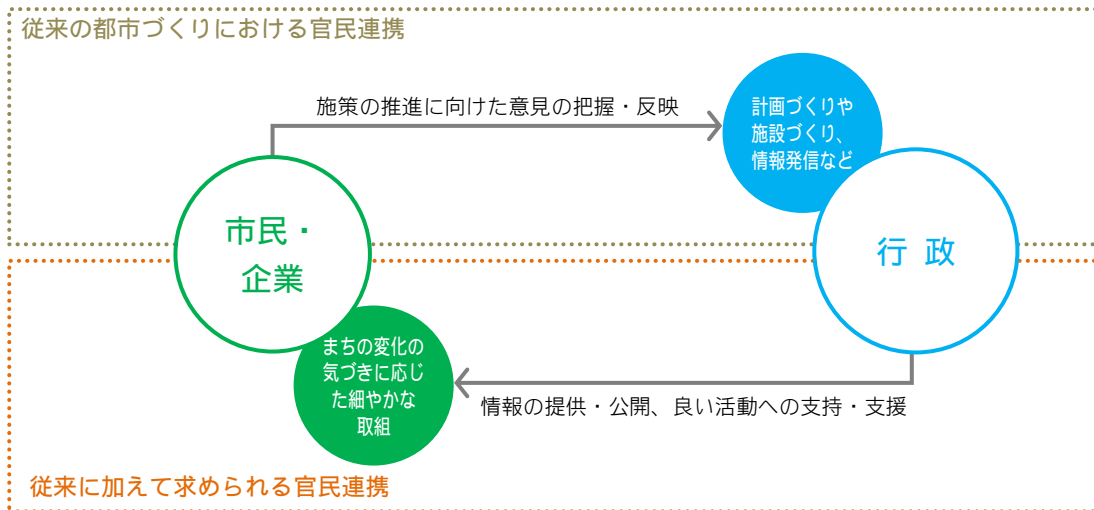 従来の都市づくりにおける官民連携
施策の推進に向けた意見の把握・反映
計画づくりや
施設づくり、
情報発信など
市民・
企業
行 政
まちの変化の
気づきに応じ
た細やかな
取組
情報の提供・公開、良い活動への支持・支援
従来に加えて求められる官民連携